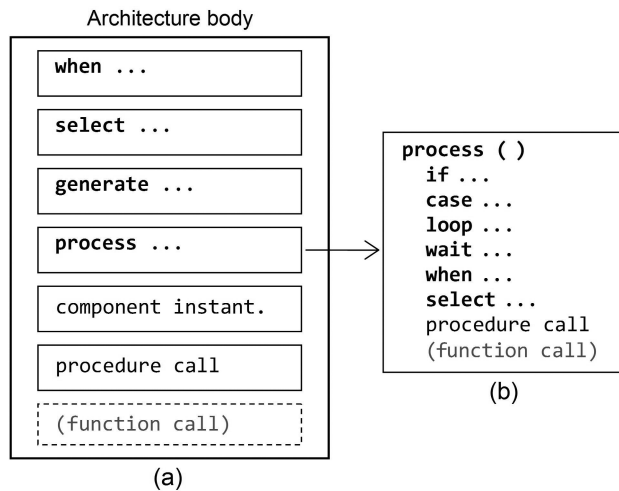 Architecture body
when ...
select ...
generate ...
process ...
component instant.
procedure call
(function call)
(a)
process ( )
if ...
case ...
loop ...
wait ...
when ...
select ...
procedure call
(function call)
(b)